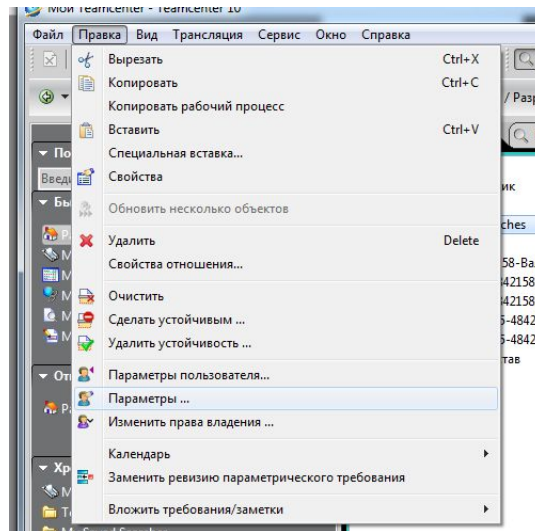 Мой Teamcenter - Teamcenter 10
Файл Правка Вид Трансляция Сервис Окно Справка
Вырезать Ctrl+X
Копировать Ctrl+C
Копировать рабочий процесс
Вставить Ctrl+V
Специальная вставка...
Свойства
Обновить несколько объектов
Удалить Delete
Свойства отношения...
Очистить
Сделать устойчивым ...
Удалить устойчивость ...
Параметры пользователя...
Параметры ...
Изменить права владения ...
Календарь
Заменить ревизию параметрического требования
Вложить требования/заметки